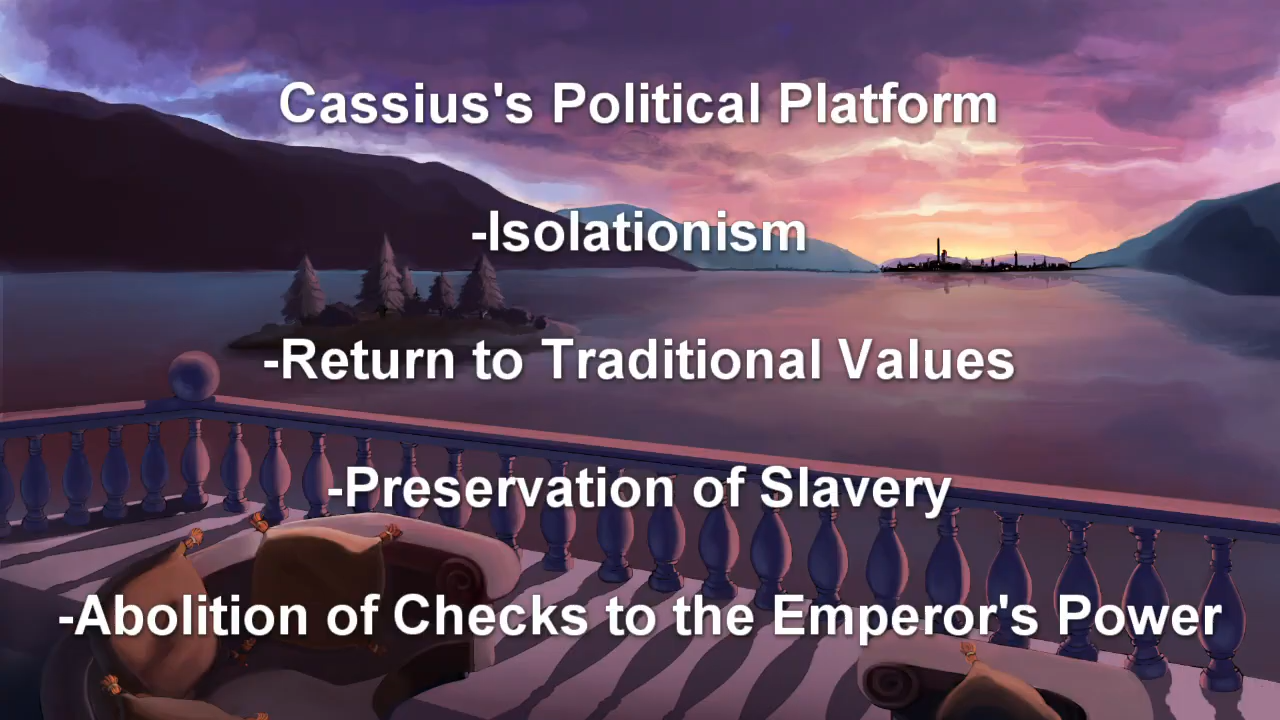 Cassius's Political Platform
-Isolationism
-Return to Traditional Values
-Preservation of Slavery
-Abolition of Checks to the Emperor's Power